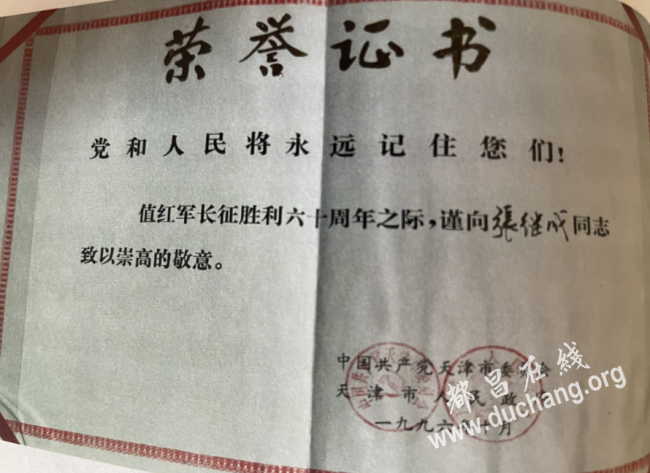 荣誉证书
党和人民将永远记住您们！
值红军长征胜利六十周年之际，谨向張继成同志
致以崇高的敬意。
中国共产党天津市委员会
天津市人民政
一九九六年 月
都昌在线
www.duchang.org